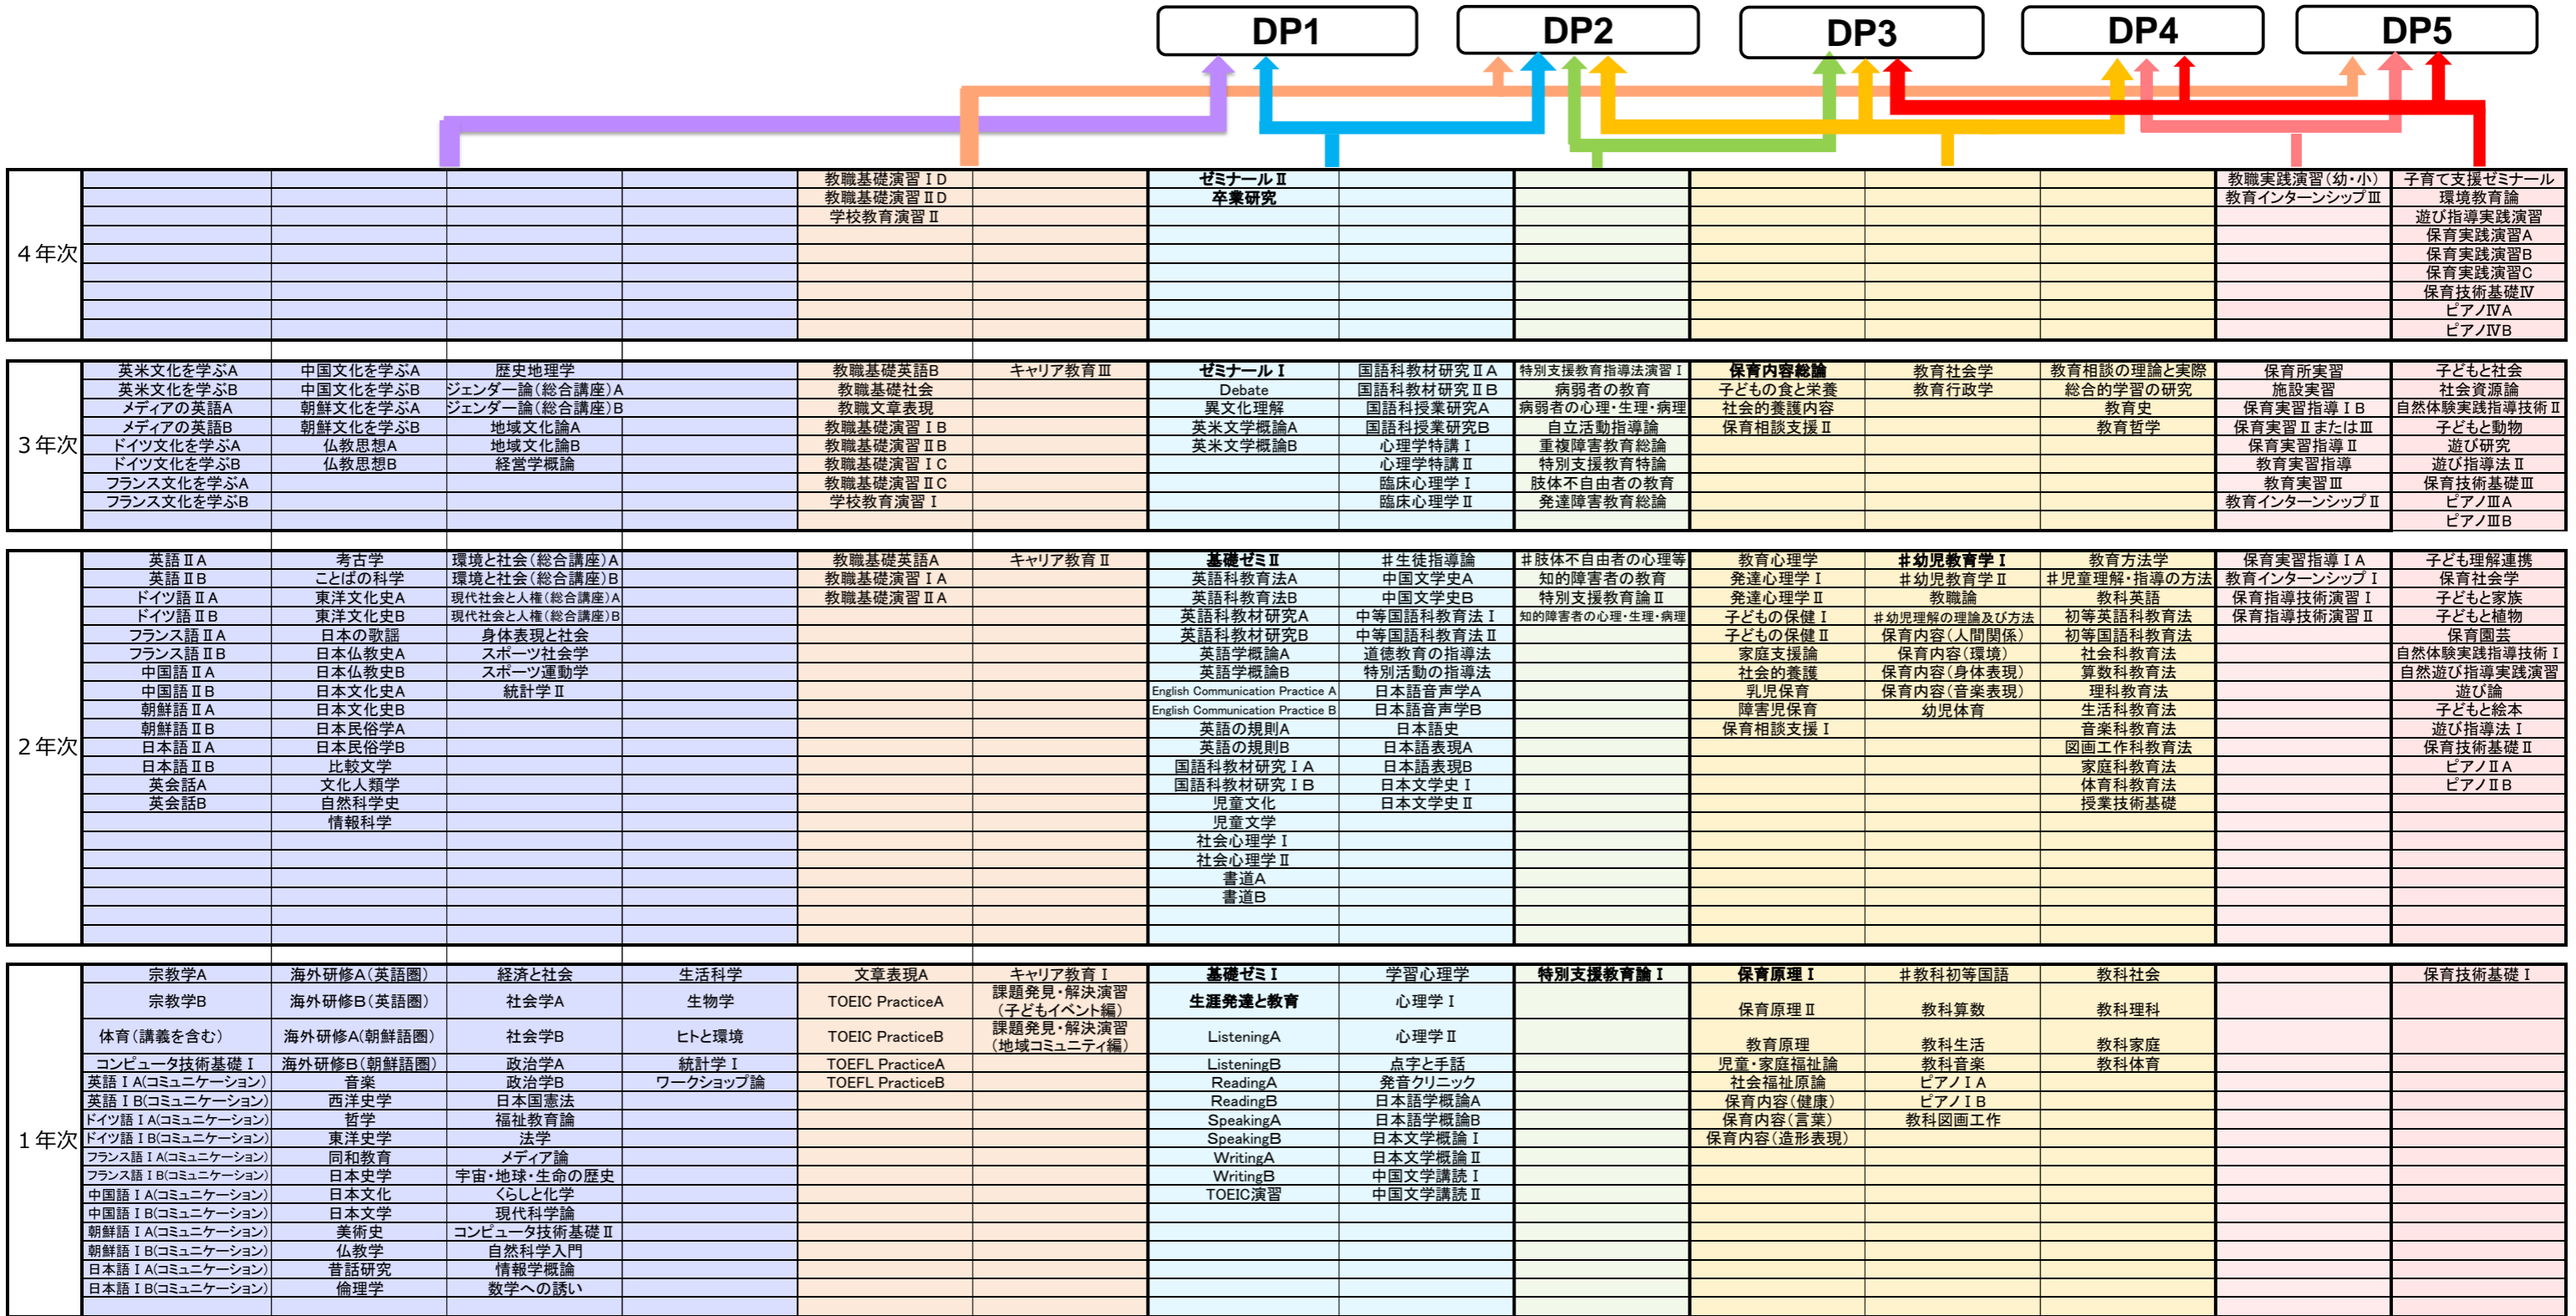 DP1 DP2 DP3 DP4 DP5
教職基礎演習ⅠD ゼミナールⅡ 教職実践演習(幼・小) 子育て支援ゼミナール
教職基礎演習ⅡD 卒業研究 教育インターンシップⅢ 環境教育論
学校教育演習Ⅱ 遊び指導実践演習
保育実践演習A
4年次
保育実践演習B
保育実践演習C
保育技術基礎Ⅳ
ピアノⅣA
ピアノⅣB
英米文化を学ぶA 中国文化を学ぶA 歴史地理学 教職基礎英語B キャリア教育Ⅲ ゼミナールⅠ 国語科教材研究ⅡA 特別支援教育指導法演習Ⅰ 保育内容総論 教育社会学 教育相談の理論と実際 保育所実習 子どもと社会
英米文化を学ぶB 中国文化を学ぶB ジェンダー論(総合講座)A 教職基礎社会 Debate 国語科教材研究ⅡB 病弱者の教育 子どもの食と栄養 教育行政学 総合的学習の研究 施設実習 社会資源論
メディアの英語A 朝鮮文化を学ぶA ジェンダー論(総合講座)B 教職文章表現 異文化理解 国語科授業研究A 病弱者の心理・生理・病理 社会的養護内容 教育史 保育実習指導ⅠB 自然体験実践指導技術Ⅱ
メディアの英語B 朝鮮文化を学ぶB 地域文化論A 教職基礎演習ⅠB 英米文学概論A 国語科授業研究B 自立活動指導論 保育相談支援Ⅱ 教育哲学 保育実習ⅡまたはⅢ 子どもと動物
3年次
ドイツ文化を学ぶA 仏教思想A 地域文化論B 教職基礎演習ⅡB 英米文学概論B 心理学特講Ⅰ 重複障害教育総論 保育実習指導Ⅱ 遊び研究
ドイツ文化を学ぶB 仏教思想B 経営学概論 教職基礎演習ⅠC 心理学特講Ⅱ 特別支援教育特論 教育実習指導 遊び指導法Ⅱ
フランス文化を学ぶA 教職基礎演習ⅡC 臨床心理学Ⅰ 肢体不自由者の教育 教育実習Ⅲ 保育技術基礎Ⅲ
フランス文化を学ぶB 学校教育演習Ⅰ 臨床心理学Ⅱ 発達障害教育総論 教育インターンシップⅡ ピアノⅢA
ピアノⅢB
英語ⅡA 考古学 環境と社会(総合講座)A 教職基礎英語A キャリア教育Ⅱ 基礎ゼミⅡ ♯生徒指導論 ♯肢体不自由者の心理等 教育心理学 ♯幼児教育学Ⅰ 教育方法学 保育実習指導ⅠA 子ども理解連携
英語ⅡB ことばの科学 環境と社会(総合講座)B 教職基礎演習ⅠA 英語科教育法A 中国文学史A 知的障害者の教育 発達心理学Ⅰ ♯幼児教育学Ⅱ ♯児童理解・指導の方法 教育インターンシップⅠ 保育社会学
ドイツ語ⅡA 東洋文化史A 現代社会と人権(総合講座)A 教職基礎演習ⅡA 英語科教育法B 中国文学史B 特別支援教育論Ⅱ 発達心理学Ⅱ 教職論 教科英語 保育指導技術演習Ⅰ 子どもと家族
ドイツ語ⅡB 東洋文化史B 現代社会と人権(総合講座)B 英語科教材研究A 中等国語科教育法Ⅰ 知的障害者の心理・生理・病理 子どもの保健Ⅰ ♯幼児理解の理論及び方法 初等英語科教育法 保育指導技術演習Ⅱ 子どもと植物
フランス語ⅡA 日本の歌謡 身体表現と社会 英語科教材研究B 中等国語科教育法Ⅱ 子どもの保健Ⅱ 保育内容(人間関係) 初等国語科教育法 保育園芸
フランス語ⅡB 日本仏教史A スポーツ社会学 英語学概論A 道徳教育の指導法 家庭支援論 保育内容(環境) 社会科教育法 自然体験実践指導技術Ⅰ
中国語ⅡA 日本仏教史B スポーツ運動学 英語学概論B 特別活動の指導法 社会的養護 保育内容(身体表現) 算数科教育法 自然遊び指導実践演習
中国語ⅡB 日本文化史A 統計学Ⅱ English Communication Practice A 日本語音声学A 乳児保育 保育内容(音楽表現) 理科教育法 遊び論
朝鮮語ⅡA 日本文化史B English Communication Practice B 日本語音声学B 障害児保育 幼児体育 生活科教育法 子どもと絵本
朝鮮語ⅡB 日本民俗学A 英語の規則A 日本語史 保育相談支援Ⅰ 音楽科教育法 遊び指導法Ⅰ
2年次
日本語ⅡA 日本民俗学B 英語の規則B 日本語表現A 図画工作科教育法 保育技術基礎Ⅱ
日本語ⅡB 比較文学 国語科教材研究ⅠA 日本語表現B 家庭科教育法 ピアノⅡA
英会話A 文化人類学 国語科教材研究ⅠB 日本文学史Ⅰ 体育科教育法 ピアノⅡB
英会話B 自然科学史 児童文化 日本文学史Ⅱ 授業技術基礎
情報科学 児童文学
社会心理学Ⅰ
社会心理学Ⅱ
書道A
書道B
宗教学A 海外研修A(英語圏) 経済と社会 生活科学 文章表現A キャリア教育Ⅰ 基礎ゼミⅠ 学習心理学 特別支援教育論Ⅰ 保育原理Ⅰ ♯教科初等国語 教科社会 保育技術基礎Ⅰ
宗教学B 海外研修B(英語圏) 社会学A 生物学 TOEIC PracticeA 課題発見・解決演習(子どもイベント編) 生涯発達と教育 心理学Ⅰ 保育原理Ⅱ 教科算数 教科理科
体育(講義を含む) 海外研修A(朝鮮語圏) 社会学B ヒトと環境 TOEIC PracticeB 課題発見・解決演習(地域コミュニティ編) ListeningA 心理学Ⅱ 教育原理 教科生活 教科家庭
コンピュータ技術基礎Ⅰ 海外研修B(朝鮮語圏) 政治学A 統計学Ⅰ TOEFL PracticeA ListeningB 点字と手話 児童・家庭福祉論 教科音楽 教科体育
英語ⅠA(コミュニケーション) 音楽 政治学B ワークショップ論 TOEFL PracticeB ReadingA 発音クリニック 社会福祉原論 ピアノⅠA
英語ⅠB(コミュニケーション) 西洋史学 日本国憲法 ReadingB 日本語学概論A 保育内容(健康) ピアノⅠB
ドイツ語ⅠA(コミュニケーション) 哲学 福祉教育論 SpeakingA 日本語学概論B 保育内容(言葉) 教科図画工作
1年次
ドイツ語ⅠB(コミュニケーション) 東洋史学 法学 SpeakingB 日本文学概論Ⅰ 保育内容(造形表現)
フランス語ⅠA(コミュニケーション) 同和教育 メディア論 WritingA 日本文学概論Ⅱ
フランス語ⅠB(コミュニケーション) 日本史学 宇宙・地球・生命の歴史 WritingB 中国文学講読Ⅰ
中国語ⅠA(コミュニケーション) 日本文化 くらしと化学 TOEIC演習 中国文学講読Ⅱ
中国語ⅠB(コミュニケーション) 日本文学 現代科学論
朝鮮語ⅠA(コミュニケーション) 美術史 コンピュータ技術基礎Ⅱ
朝鮮語ⅠB(コミュニケーション) 仏教学 自然科学入門
日本語ⅠA(コミュニケーション) 昔話研究 情報学概論
日本語ⅠB(コミュニケーション) 倫理学 数学への誘い